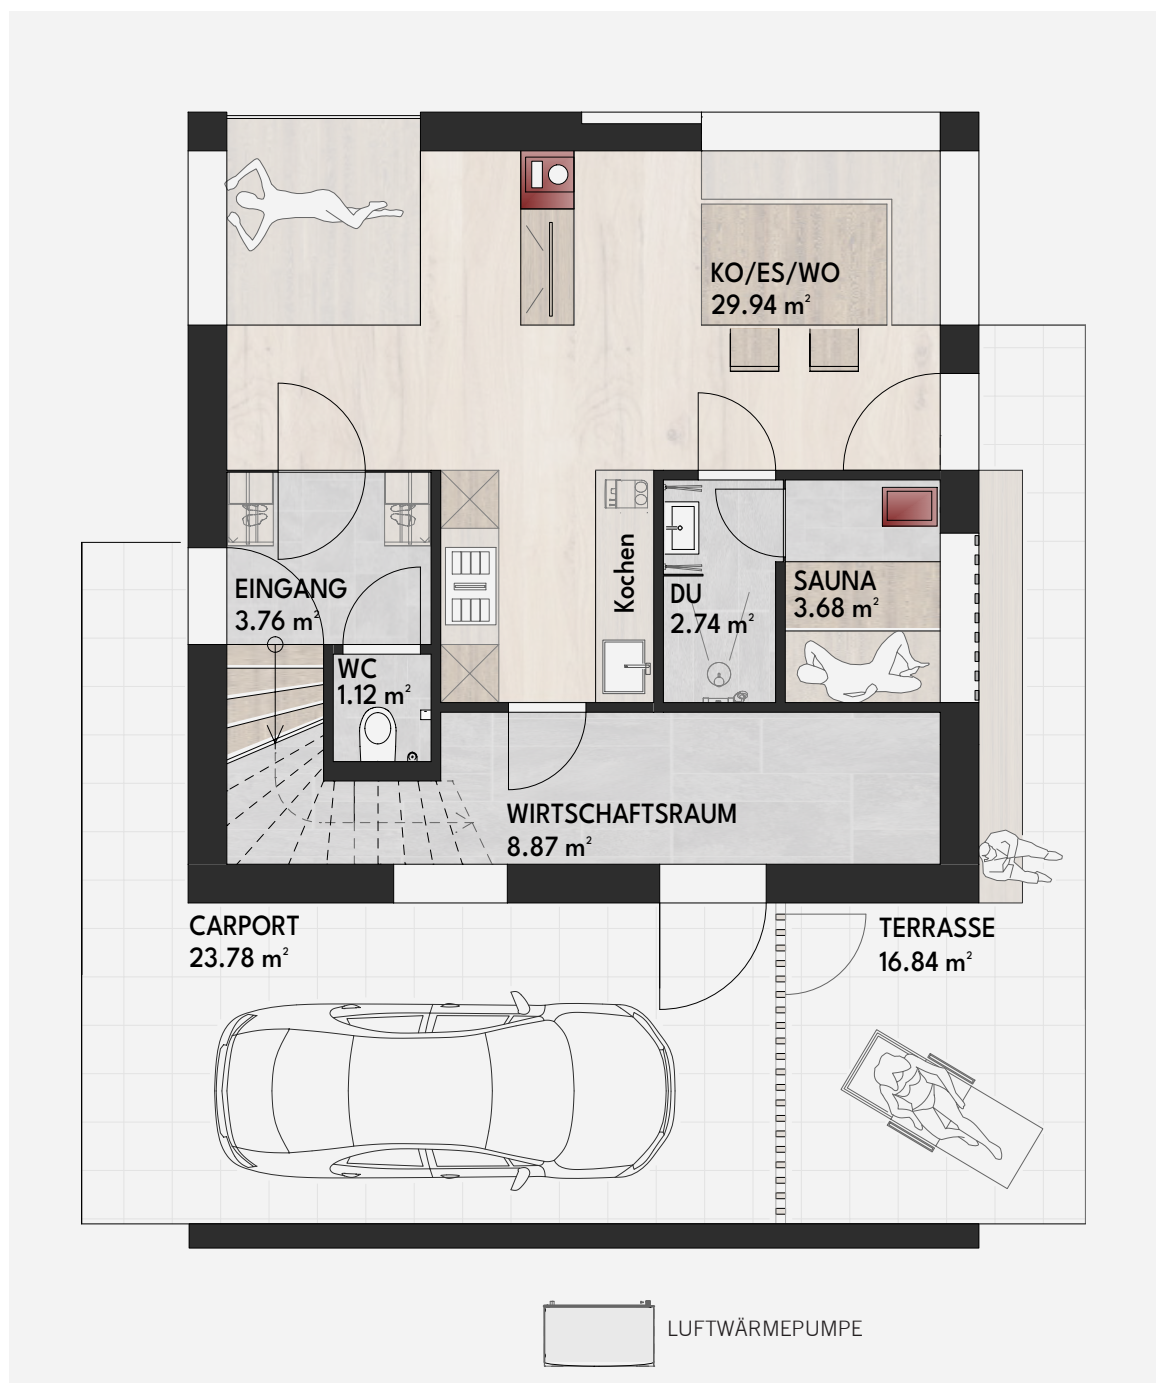 KO/ES/WO
29.94 m²
Kochen
EINGANG
3.76 m²
DU
2.74 m²
SAUNA
3.68 m²
WC
1.12 m²
WIRTSCHAFTSRAUM
8.87 m²
CARPORT
23.78 m²
TERRASSE
16.84 m²
LUFTWÄRMEPUMPE